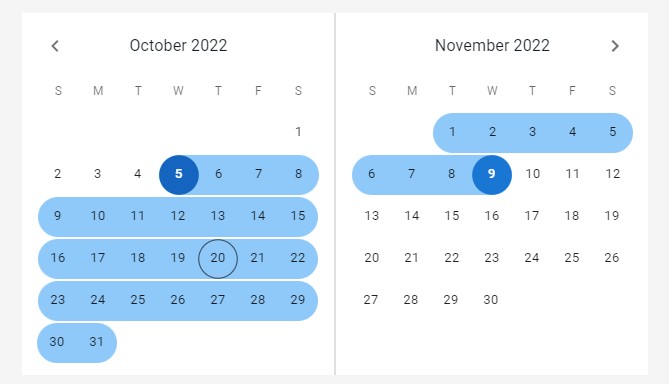 October 2022
S M T W T F S
1
2 3 4 5 6 7 8
9 10 11 12 13 14 15
16 17 18 19 20 21 22
23 24 25 26 27 28 29
30 31
November 2022
S M T W T F S
1 2 3 4 5
6 7 8 9 10 11 12
13 14 15 16 17 18 19
20 21 22 23 24 25 26
27 28 29 30